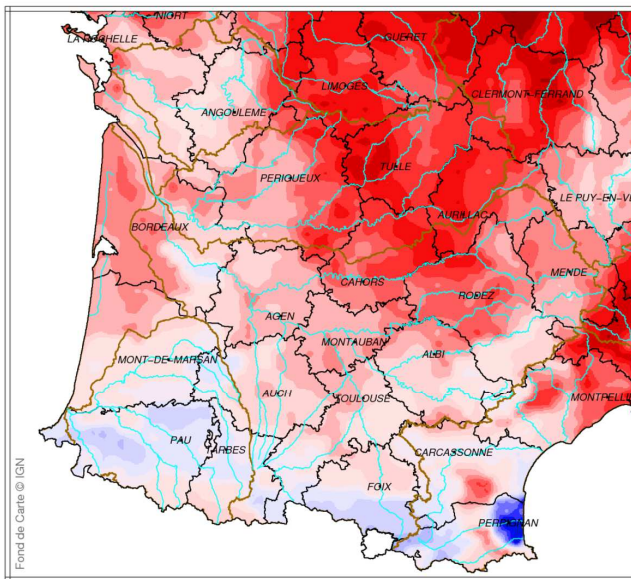 NIORT
LA ROCHELLE
GUERET
LIMOGES
CLERMONT-FERRAND
ANGOULEME
TULLE
PERIGUEUX
LE PUY-EN-VE
AURILLAC
BORDEAUX
MENDE
CAHORS
RODEZ
AGEN
MONTAUBAN
ALBI
MONT-DE-MARSAN
AUCH
TOULOUSE
MONTPELLI
PAU
TARBES
CARCASSONNE
FOIX
PERPIGNAN
Fond de Carte © IGN